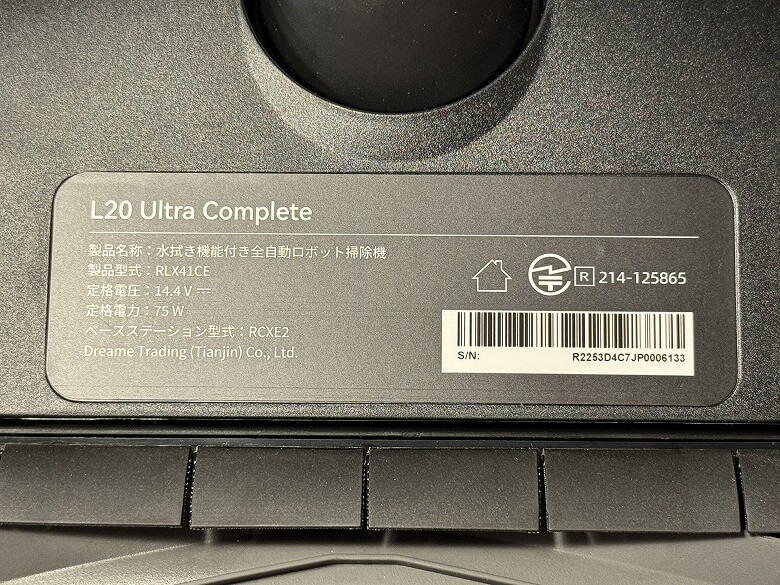 L20 Ultra Complete
製品名称：水拭き機能付き全自動ロボット掃除機
製品型式：RLX41CE
定格電圧：14.4 V ⎓
定格電力：75 W
ベースステーション型式：RCXE2
Dreame Trading (Tianjin) Co., Ltd.
R 214-125865
S/N: R2253D4C7JP0006133